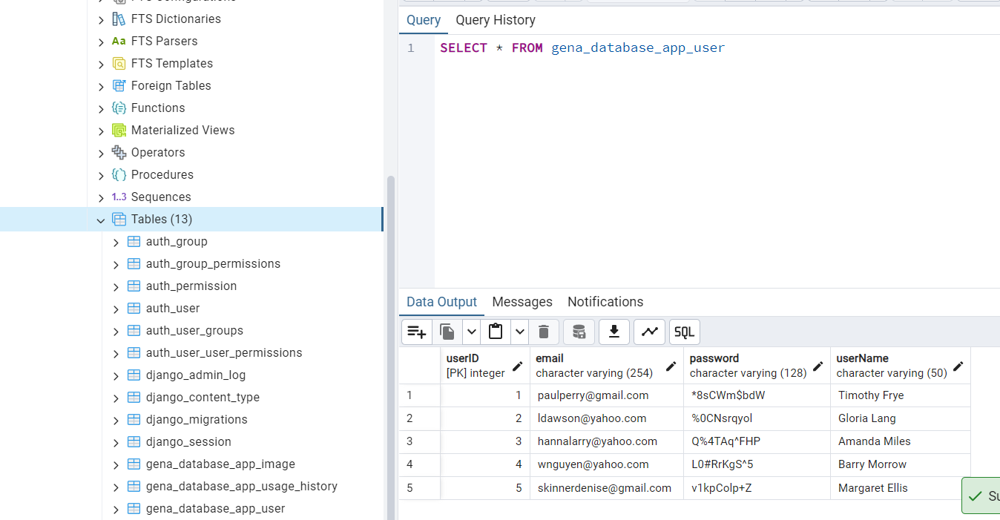 FTS Dictionaries
Aa FTS Parsers
FTS Templates
Foreign Tables
Functions
Materialized Views
Operators
Procedures
1..3 Sequences
Tables (13)
auth_group
auth_group_permissions
auth_permission
auth_user
auth_user_groups
auth_user_user_permissions
django_admin_log
django_content_type
django_migrations
django_session
gena_database_app_image
gena_database_app_usage_history
gena_database_app_user
Query Query History
1 SELECT * FROM gena_database_app_user
Data Output Messages Notifications
SQL
userID email password userName
[PK] integer character varying (254) character varying (128) character varying (50)
1 1 paulperry@gmail.com *8sCWm$bdW Timothy Frye
2 2 ldawson@yahoo.com %0CNsrqyol Gloria Lang
3 3 hannalarry@yahoo.com Q%4TAq^FHP Amanda Miles
4 4 wnguyen@yahoo.com L0#RrKgS^5 Barry Morrow
5 5 skinnerdenise@gmail.com v1kpColp+Z Margaret Ellis